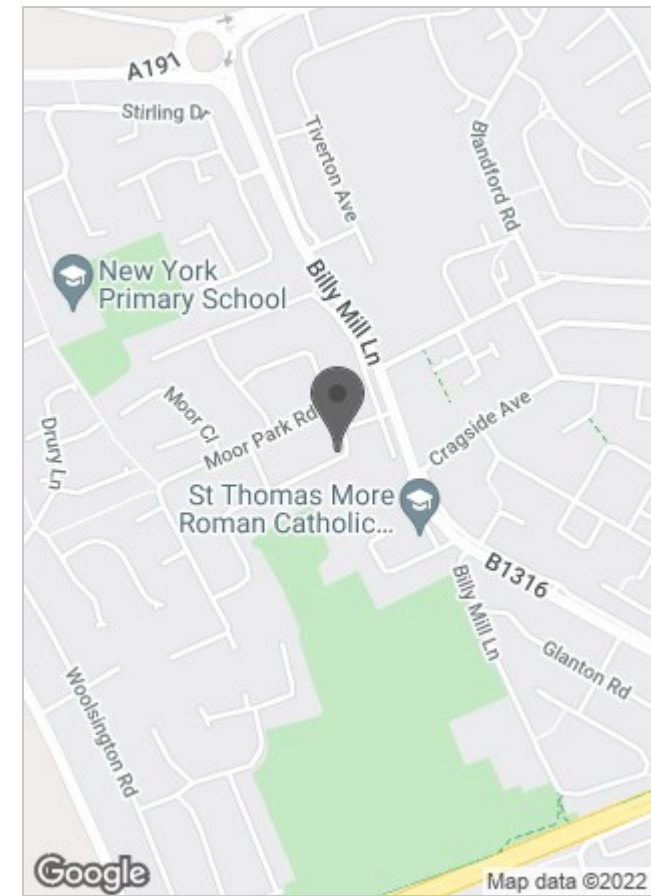 A191
Stirling Dr
Tiverton Ave
Blandford Rd
New York
Primary School
Billy Mill Ln
Moor Cl
Moor Park Rd
Drury Ln
Cragside Ave
St Thomas More
Roman Catholic...
B1316
Billy Mill Ln
Glanton Rd
Woolsington Rd
Google
Map data ©2022